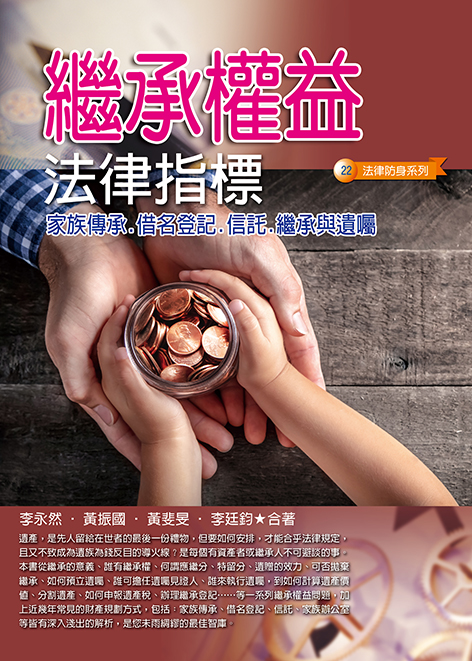 繼承權益
法律指標
22 法律防身系列
家族傳承.借名登記.信託.繼承與遺囑
李永然 · 黃振國 · 黃斐旻 · 李廷鈞★合著
遺產，是先人留給在世者的最後一份禮物，但要如何安排，才能合乎法律規定，
且又不致成為遺族為錢反目的導火線？是每個有資產者或繼承人不可避談的事。
本書從繼承的意義、誰有繼承權、何謂應繼分、特留分、遺贈的效力、可否拋棄
繼承、如何預立遺囑、誰可擔任遺囑見證人、誰來執行遺囑，到如何計算遺產價
值、分割遺產、如何申報遺產稅、辦理繼承登記……等一系列繼承權益問題，加
上近幾年常見的財產規劃方式，包括：家族傳承、借名登記、信託、家族辦公室
等皆有深入淺出的解析，是您未雨綢繆的最佳智庫。